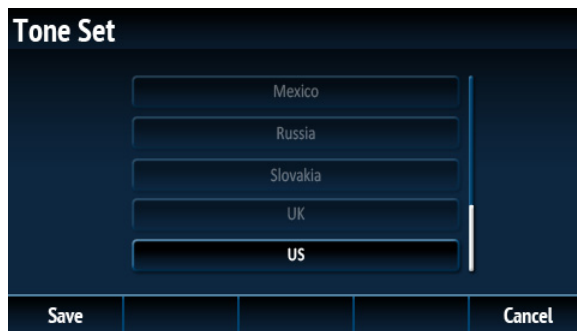 Tone Set
Mexico
Russia
Slovakia
UK
US
Save Cancel